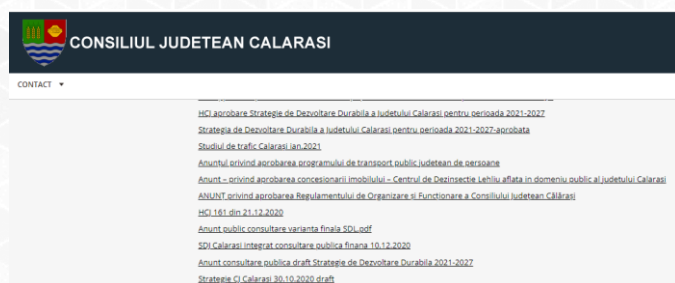 CONSILIUL JUDETEAN CALARASI
CONTACT
HCJ aprobare Strategie de Dezvoltare Durabila a Judetului Calarasi pentru perioada 2021-2027
Strategia de Dezvoltare Durabila a Judetului Calarasi pentru perioada 2021-2027-aprobata
Studiul de trafic Calarasi ian.2021
Anunțul privind aprobarea programului de transport public județean de persoane
Anunt – privind aprobarea concesionarii imobilului – Centrul de Dezinsectie Lehliu aflata in domeniu public al judetului Calarasi
ANUNȚ privind aprobarea Regulamentului de Organizare și Funcționare a Consiliului Județean Călărași
HCJ 161 din 21.12.2020
Anunt public consultare varianta finala SDL.pdf
SDJ Calarasi integrat consultare publica finana 10.12.2020
Anunt consultare publica draft Strategie de Dezvoltare Durabila 2021-2027
Strategie CJ Calarasi 30.10.2020 draft